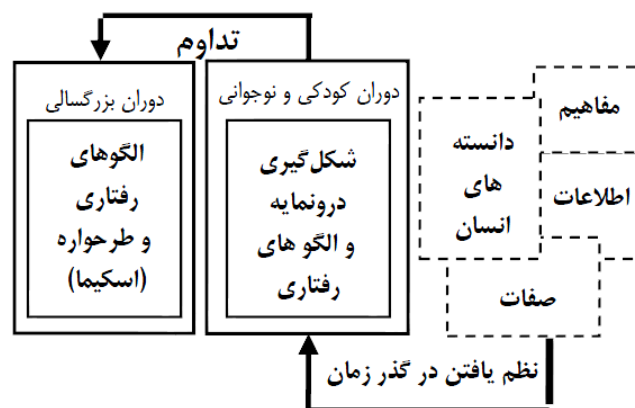 مفاهیم
اطلاعات
دانسته
های
انسان
صفات
نظم یافتن در گذر زمان
دوران کودکی و نوجوانی
شکل‌گیری
درونمایه
و الگو های
رفتاری
تداوم
دوران بزرگسالی
الگوهای
رفتاری
و طرحواره
(اسکیما)